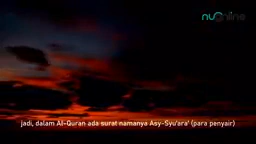 nuonline
jadi, dalam Al-Quran ada surat namanya Asy-Syu'ara' (para penyair)